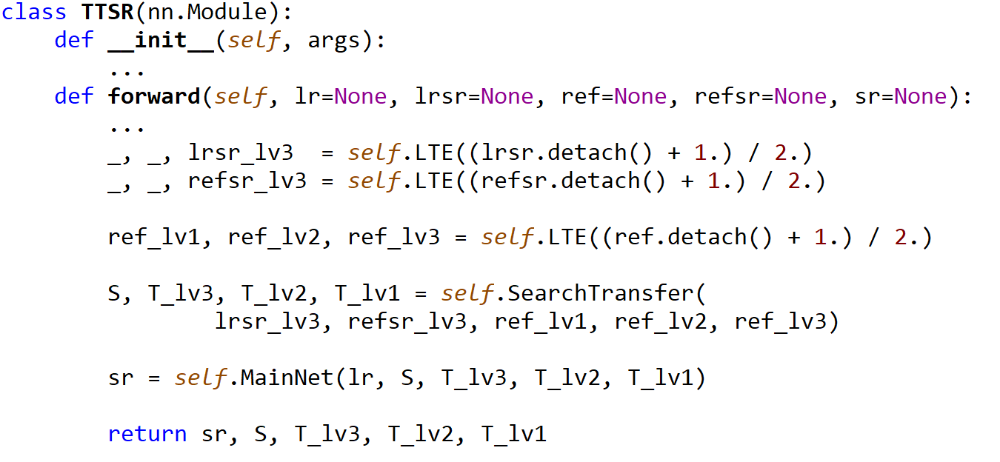 class TTSR(nn.Module):
    def __init__(self, args):
        ...
    def forward(self, lr=None, lrsr=None, ref=None, refsr=None, sr=None):
        ...
        _, _, lrsr_lv3  = self.LTE((lrsr.detach() + 1.) / 2.)
        _, _, refsr_lv3 = self.LTE((refsr.detach() + 1.) / 2.)

        ref_lv1, ref_lv2, ref_lv3 = self.LTE((ref.detach() + 1.) / 2.)

        S, T_lv3, T_lv2, T_lv1 = self.SearchTransfer(
                lrsr_lv3, refsr_lv3, ref_lv1, ref_lv2, ref_lv3)

        sr = self.MainNet(lr, S, T_lv3, T_lv2, T_lv1)

        return sr, S, T_lv3, T_lv2, T_lv1